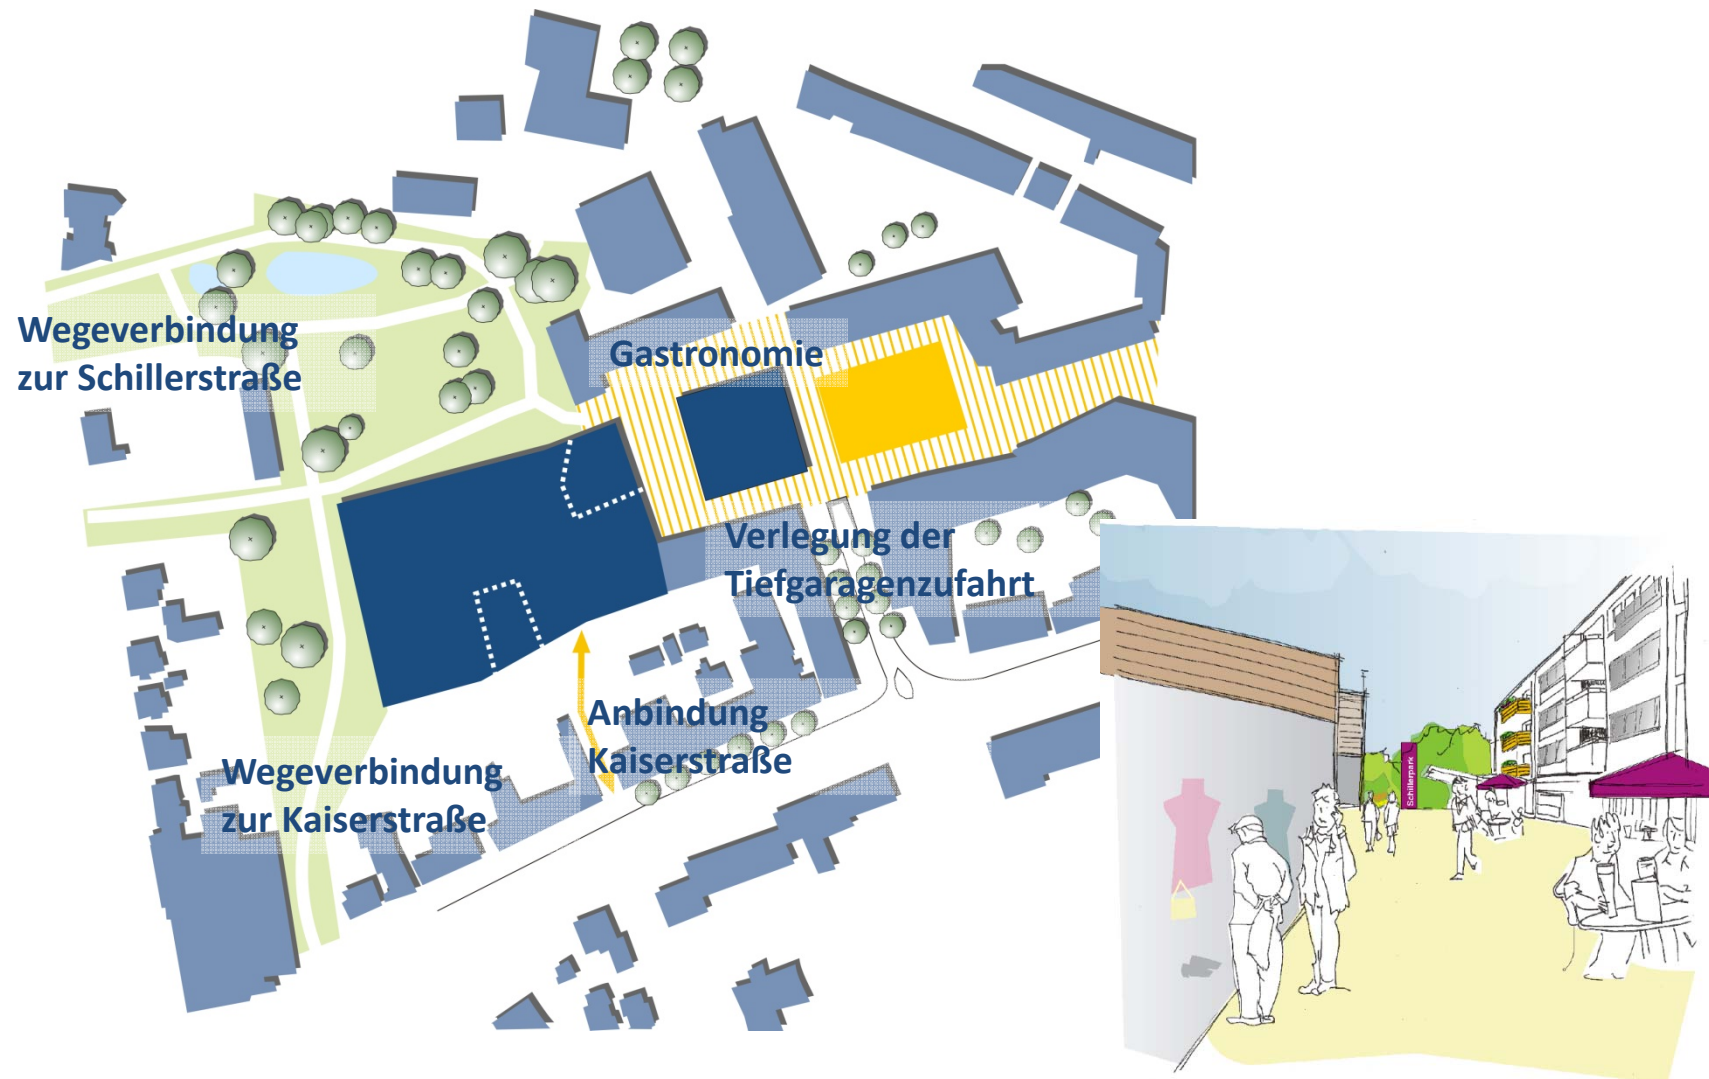 Wegeverbindung
zur Schillerstraße
Gastronomie
Verlegung der
Tiefgaragenzufahrt
Anbindung
Kaiserstraße
Wegeverbindung
zur Kaiserstraße
Schillerpark